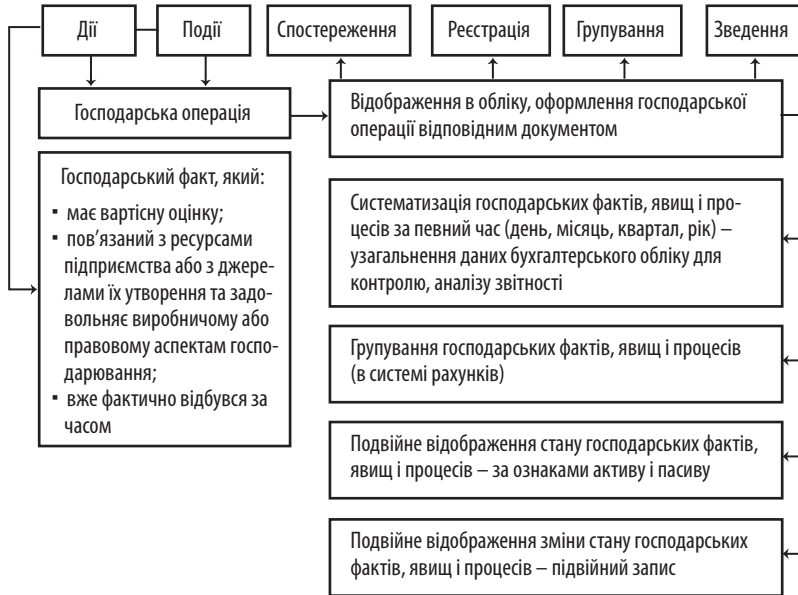 Дії
Події
Спостереження
Реєстрація
Групування
Зведення
Господарська операція
Відображення в обліку, оформлення господарської
операції відповідним документом
Господарський факт, який:
▪ має вартісну оцінку;
▪ пов’язаний з ресурсами
підприємства або з джере-
лами їх утворення та задо-
вольняє виробничому або
правовому аспектам госпо-
дарювання;
▪ вже фактично відбувся за
часом
Систематизація господарських фактів, явищ і про-
цесів за певний час (день, місяць, квартал, рік) –
узагальнення даних бухгалтерського обліку для
контролю, аналізу звітності
Групування господарських фактів, явищ і процесів
(в системі рахунків)
Подвійне відображення стану господарських фактів,
явищ і процесів – за ознаками активу і пасиву
Подвійне відображення зміни стану господарських
фактів, явищ і процесів – підвійний запис